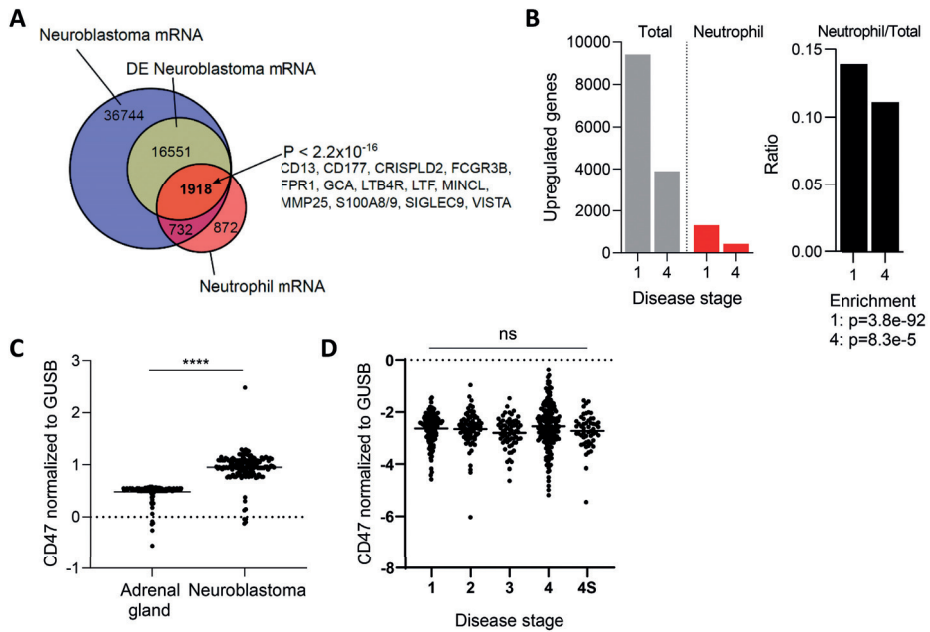 A
Neuroblastoma mRNA
DE Neuroblastoma mRNA
36744
16551
1918
732
872
P < 2.2x10-16
CD13, CD177, CRISPLD2, FCGR3B,
FPR1, GCA, LTB4R, LTF, MINCL,
MMP25, S100A8/9, SIGLEC9, VISTA
Neutrophil mRNA
B
Total
Neutrophil
Upregulated genes
10000
8000
6000
4000
2000
0
1
4
1
4
Disease stage
Neutrophil/Total
Ratio
0.15
0.10
0.05
0.00
1
4
Enrichment
1: p=3.8e-92
4: p=8.3e-5
C
****
CD47 normalized to GUSB
3
2
1
0
-1
Adrenal
gland
Neuroblastoma
D
ns
CD47 normalized to GUSB
0
-2
-4
-6
-8
1
2
3
4
4S
Disease stage